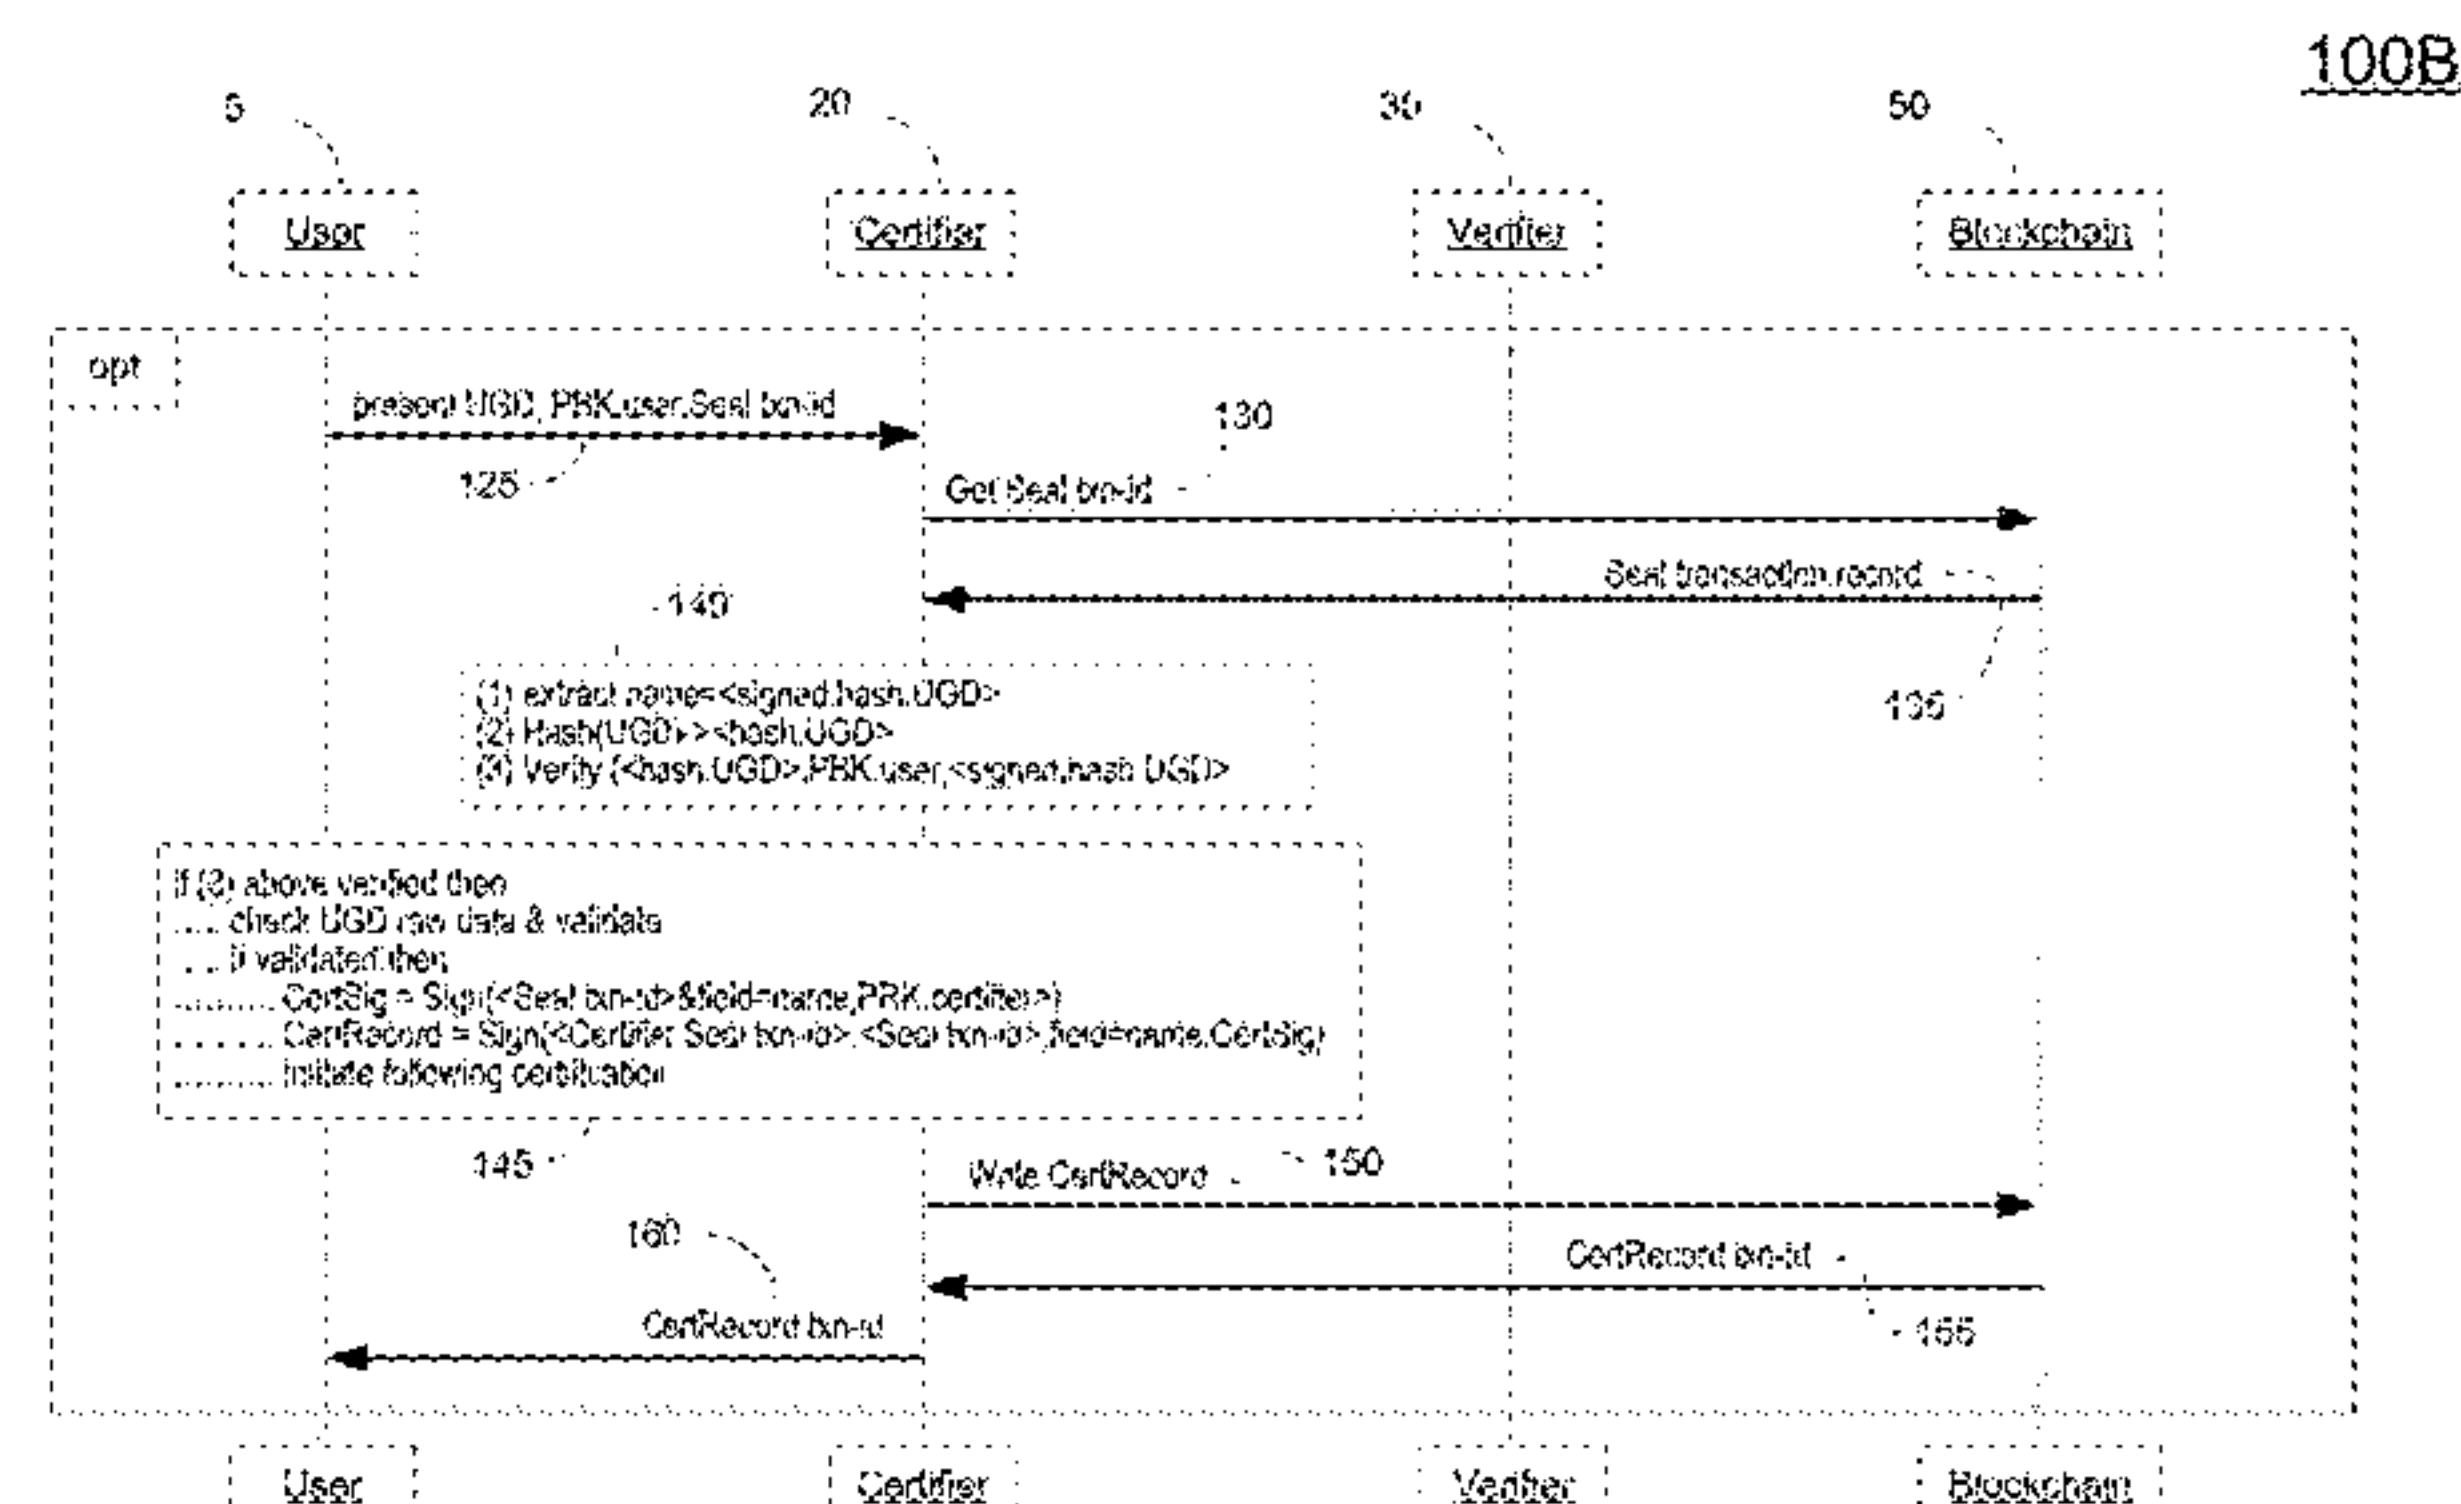 100B
5
20
30
50
User
Certifier
Verifier
Blockchain
opt
present UGD, PBK.user.Seal txn-id
125
130
Get Seal txn-id
Seal transaction record
135
140
(1) extract name=<signed.hash.UGD>
(2) Hash(UGD)-><hash.UGD>
(3) Verify (<hash.UGD>,PBK.user,<signed.hash.UGD>
If (3) above verified then
.... check UGD raw data & validate
.... if validated then
......... CertSig = Sign(<Seal txn-id>&field=name,PRK.certifier>)
......... CertRecord = Sign(<Certifier Seal txn-id>,<Seal txn-id>,field=name,CertSig)
......... initiate following
145
Write CertRecord
150
CertRecord txn-id
155
160
CertRecord txn-id
User
Certifier
Verifier
Blockchain